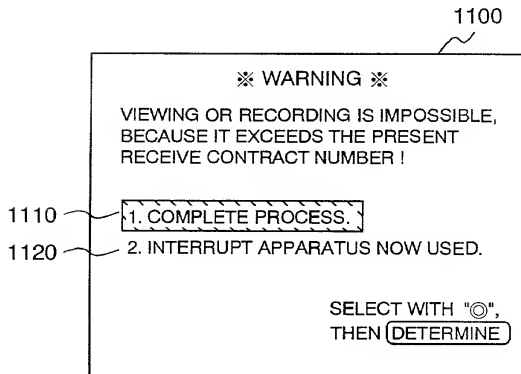 1100
※ WARNING ※
VIEWING OR RECORDING IS IMPOSSIBLE,
BECAUSE IT EXCEEDS THE PRESENT
RECEIVE CONTRACT NUMBER !
1110 1. COMPLETE PROCESS.
1120 2. INTERRUPT APPARATUS NOW USED.
SELECT WITH "◎",
THEN DETERMINE